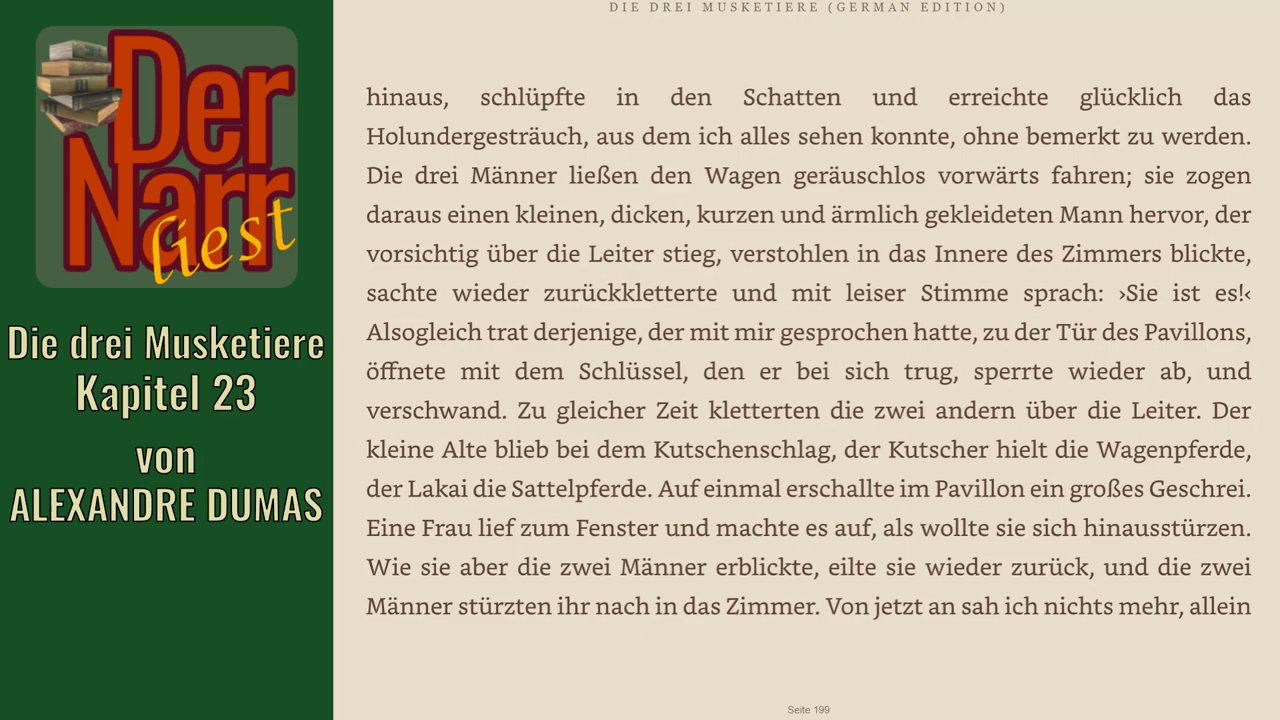 Der
Narr
liest
Die drei Musketiere
Kapitel 23
von
ALEXANDRE DUMAS
DIE DREI MUSKETIERE (GERMAN EDITION)
hinaus, schlüpfte in den Schatten und erreichte glücklich das
Holundergesträuch, aus dem ich alles sehen konnte, ohne bemerkt zu werden.
Die drei Männer ließen den Wagen geräuschlos vorwärts fahren; sie zogen
daraus einen kleinen, dicken, kurzen und ärmlich gekleideten Mann hervor, der
vorsichtig über die Leiter stieg, verstohlen in das Innere des Zimmers blickte,
sachte wieder zurückkletterte und mit leiser Stimme sprach: ›Sie ist es!‹
Alsogleich trat derjenige, der mit mir gesprochen hatte, zu der Tür des Pavillons,
öffnete mit dem Schlüssel, den er bei sich trug, sperrte wieder ab, und
verschwand. Zu gleicher Zeit kletterten die zwei andern über die Leiter. Der
kleine Alte blieb bei dem Kutschenschlag, der Kutscher hielt die Wagenpferde,
der Lakai die Sattelpferde. Auf einmal erschallte im Pavillon ein großes Geschrei.
Eine Frau lief zum Fenster und machte es auf, als wollte sie sich hinausstürzen.
Wie sie aber die zwei Männer erblickte, eilte sie wieder zurück, und die zwei
Männer stürzten ihr nach in das Zimmer. Von jetzt an sah ich nichts mehr, allein
Seite 199